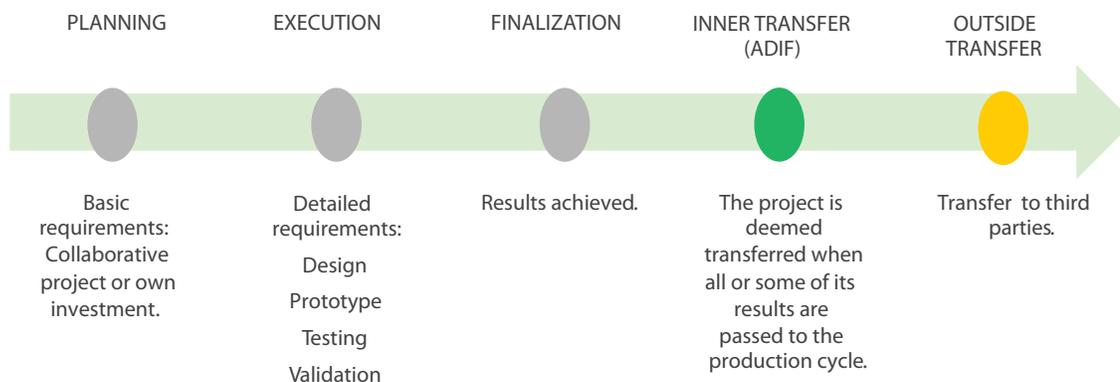 PLANNING
EXECUTION
FINALIZATION
INNER TRANSFER
(ADIF)
OUTSIDE
TRANSFER
Basic
requirements:
Collaborative
project or own
investment.
Detailed
requirements:
Design
Prototype
Testing
Validation
Results achieved.
The project is
deemed
transferred when
all or some of its
results are
passed to the
production cycle.
Transfer to third
parties.